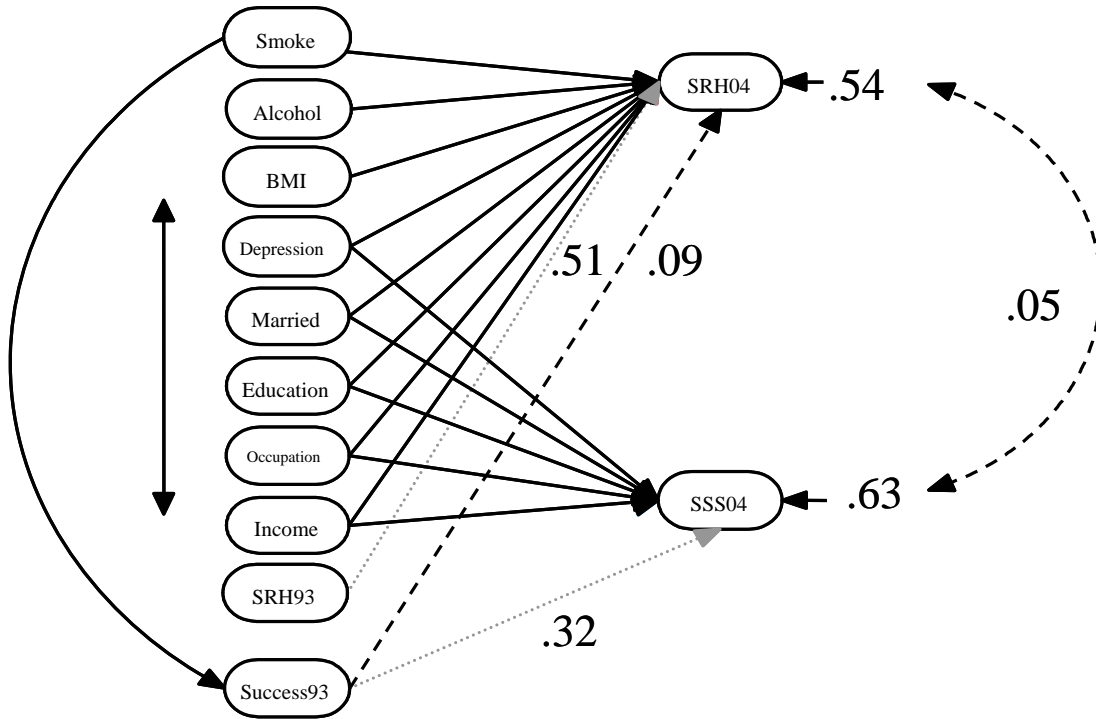 Smoke
Alcohol
BMI
Depression
Married
Education
Occupation
Income
SRH93
Success93
SRH04
.54
.51
.09
.05
SSS04
.63
.32